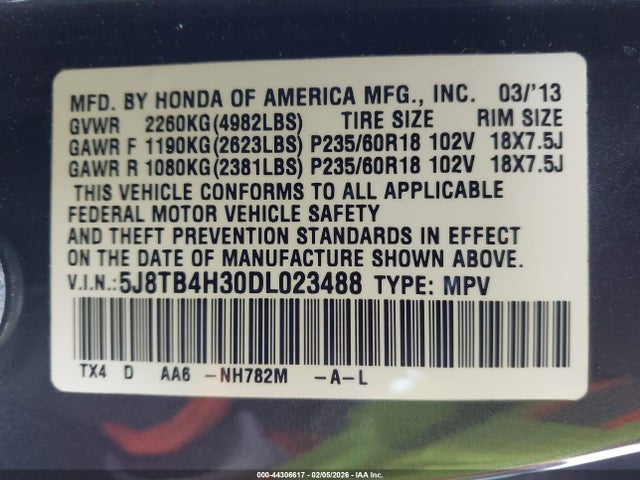 MFD. BY HONDA OF AMERICA MFG., INC. 03/'13
GVWR 2260KG(4982LBS) TIRE SIZE RIM SIZE
GAWR F 1190KG(2623LBS) P235/60R18 102V 18X7.5J
GAWR R 1080KG(2381LBS) P235/60R18 102V 18X7.5J
THIS VEHICLE CONFORMS TO ALL APPLICABLE
FEDERAL MOTOR VEHICLE SAFETY
AND THEFT PREVENTION STANDARDS IN EFFECT
ON THE DATE OF MANUFACTURE SHOWN ABOVE.
V.I.N.:5J8TB4H30DL023488 TYPE: MPV
TX4 D AA6 -NH782M -A-L
000-44306617 - 02/05/2026 - IAA Inc.